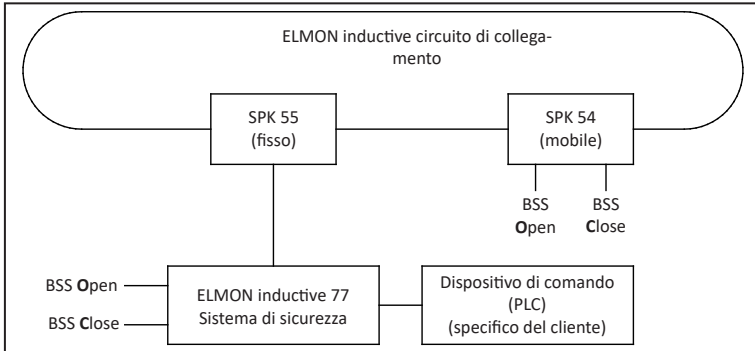 ELMON inductive circuito di collega-
mento
SPK 55
(fisso)
SPK 54
(mobile)
BSS
Open
BSS
Close
BSS Open
BSS Close
ELMON inductive 77
Sistema di sicurezza
Dispositivo di comando
(PLC)
(specifico del cliente)